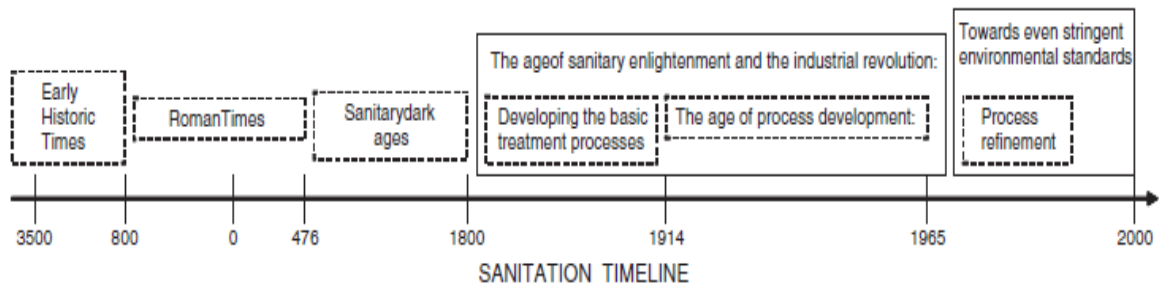 Early
Historic
Times
RomanTimes
Sanitarydark
ages
The ageof sanitary enlightenment and the industrial revolution:
Developing the basic
treatment processes
The age of process development:
Towards even stringent
environmental standards
Process
refinement
3500 800 0 476 1800 1914 1965 2000
SANITATION TIMELINE